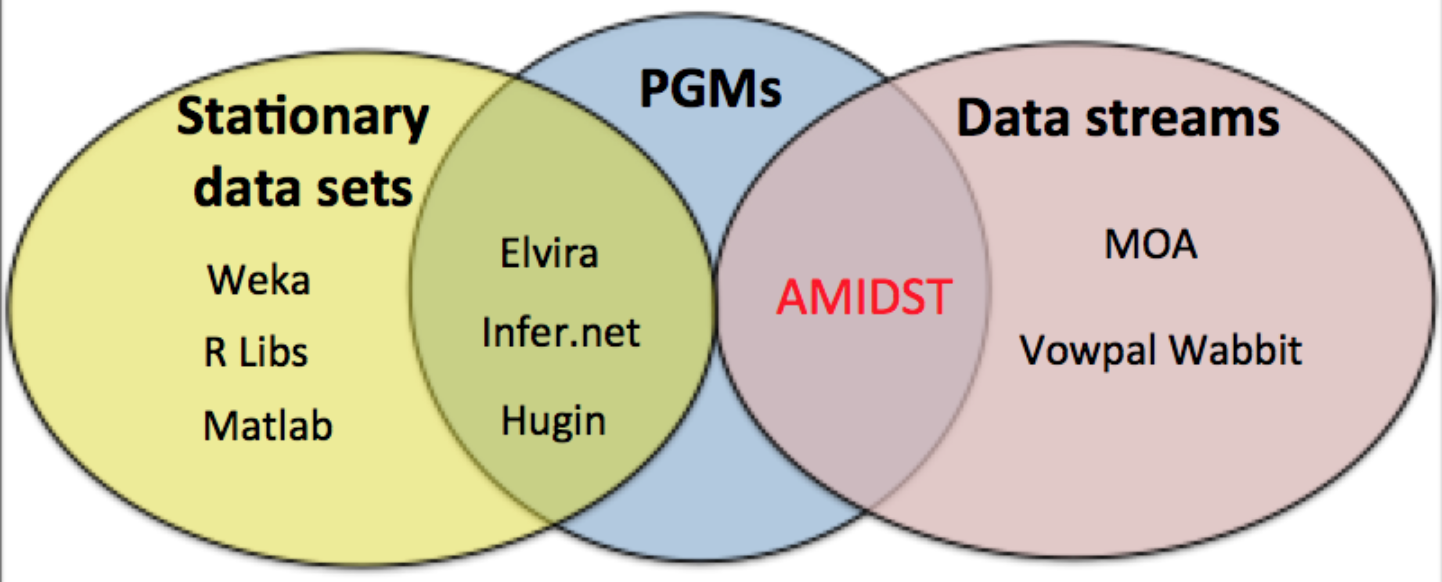 Stationary
data sets
Weka
R Libs
Matlab
PGMs
Elvira
Infer.net
Hugin
AMIDST
Data streams
MOA
Vowpal Wabbit